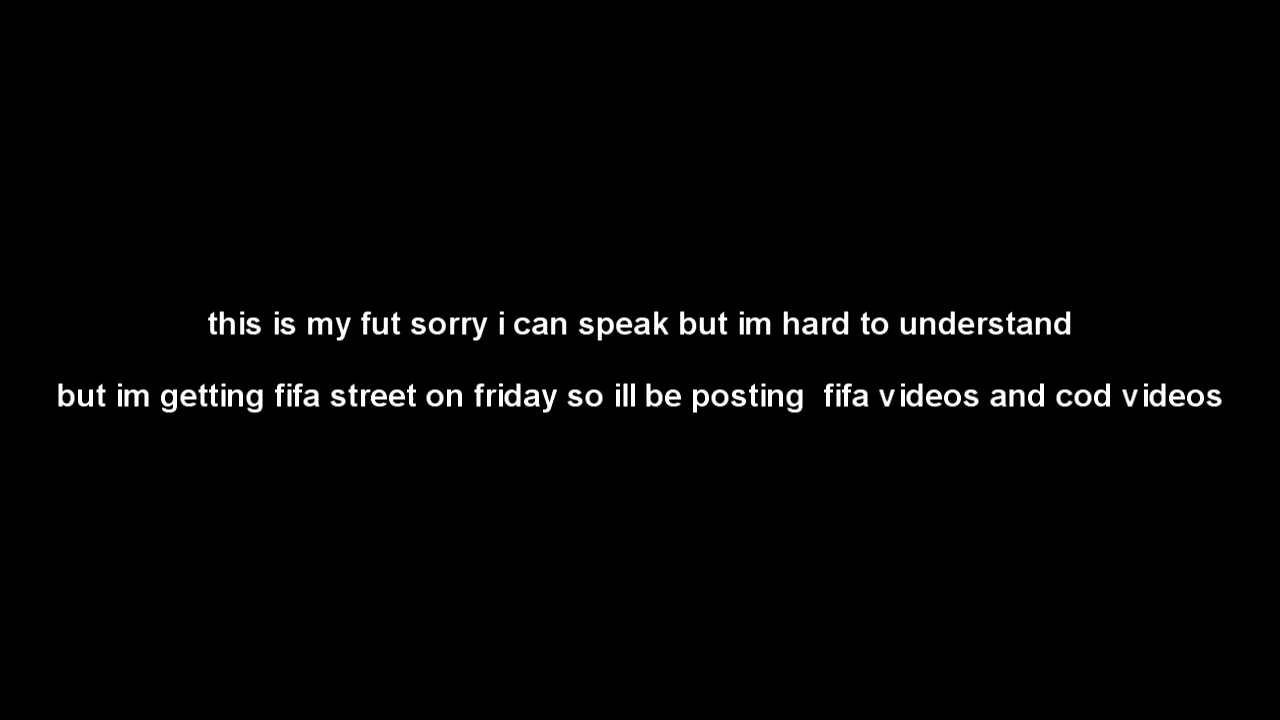 this is my fut sorry i can speak but im hard to understand
but im getting fifa street on friday so ill be posting  fifa videos and cod videos